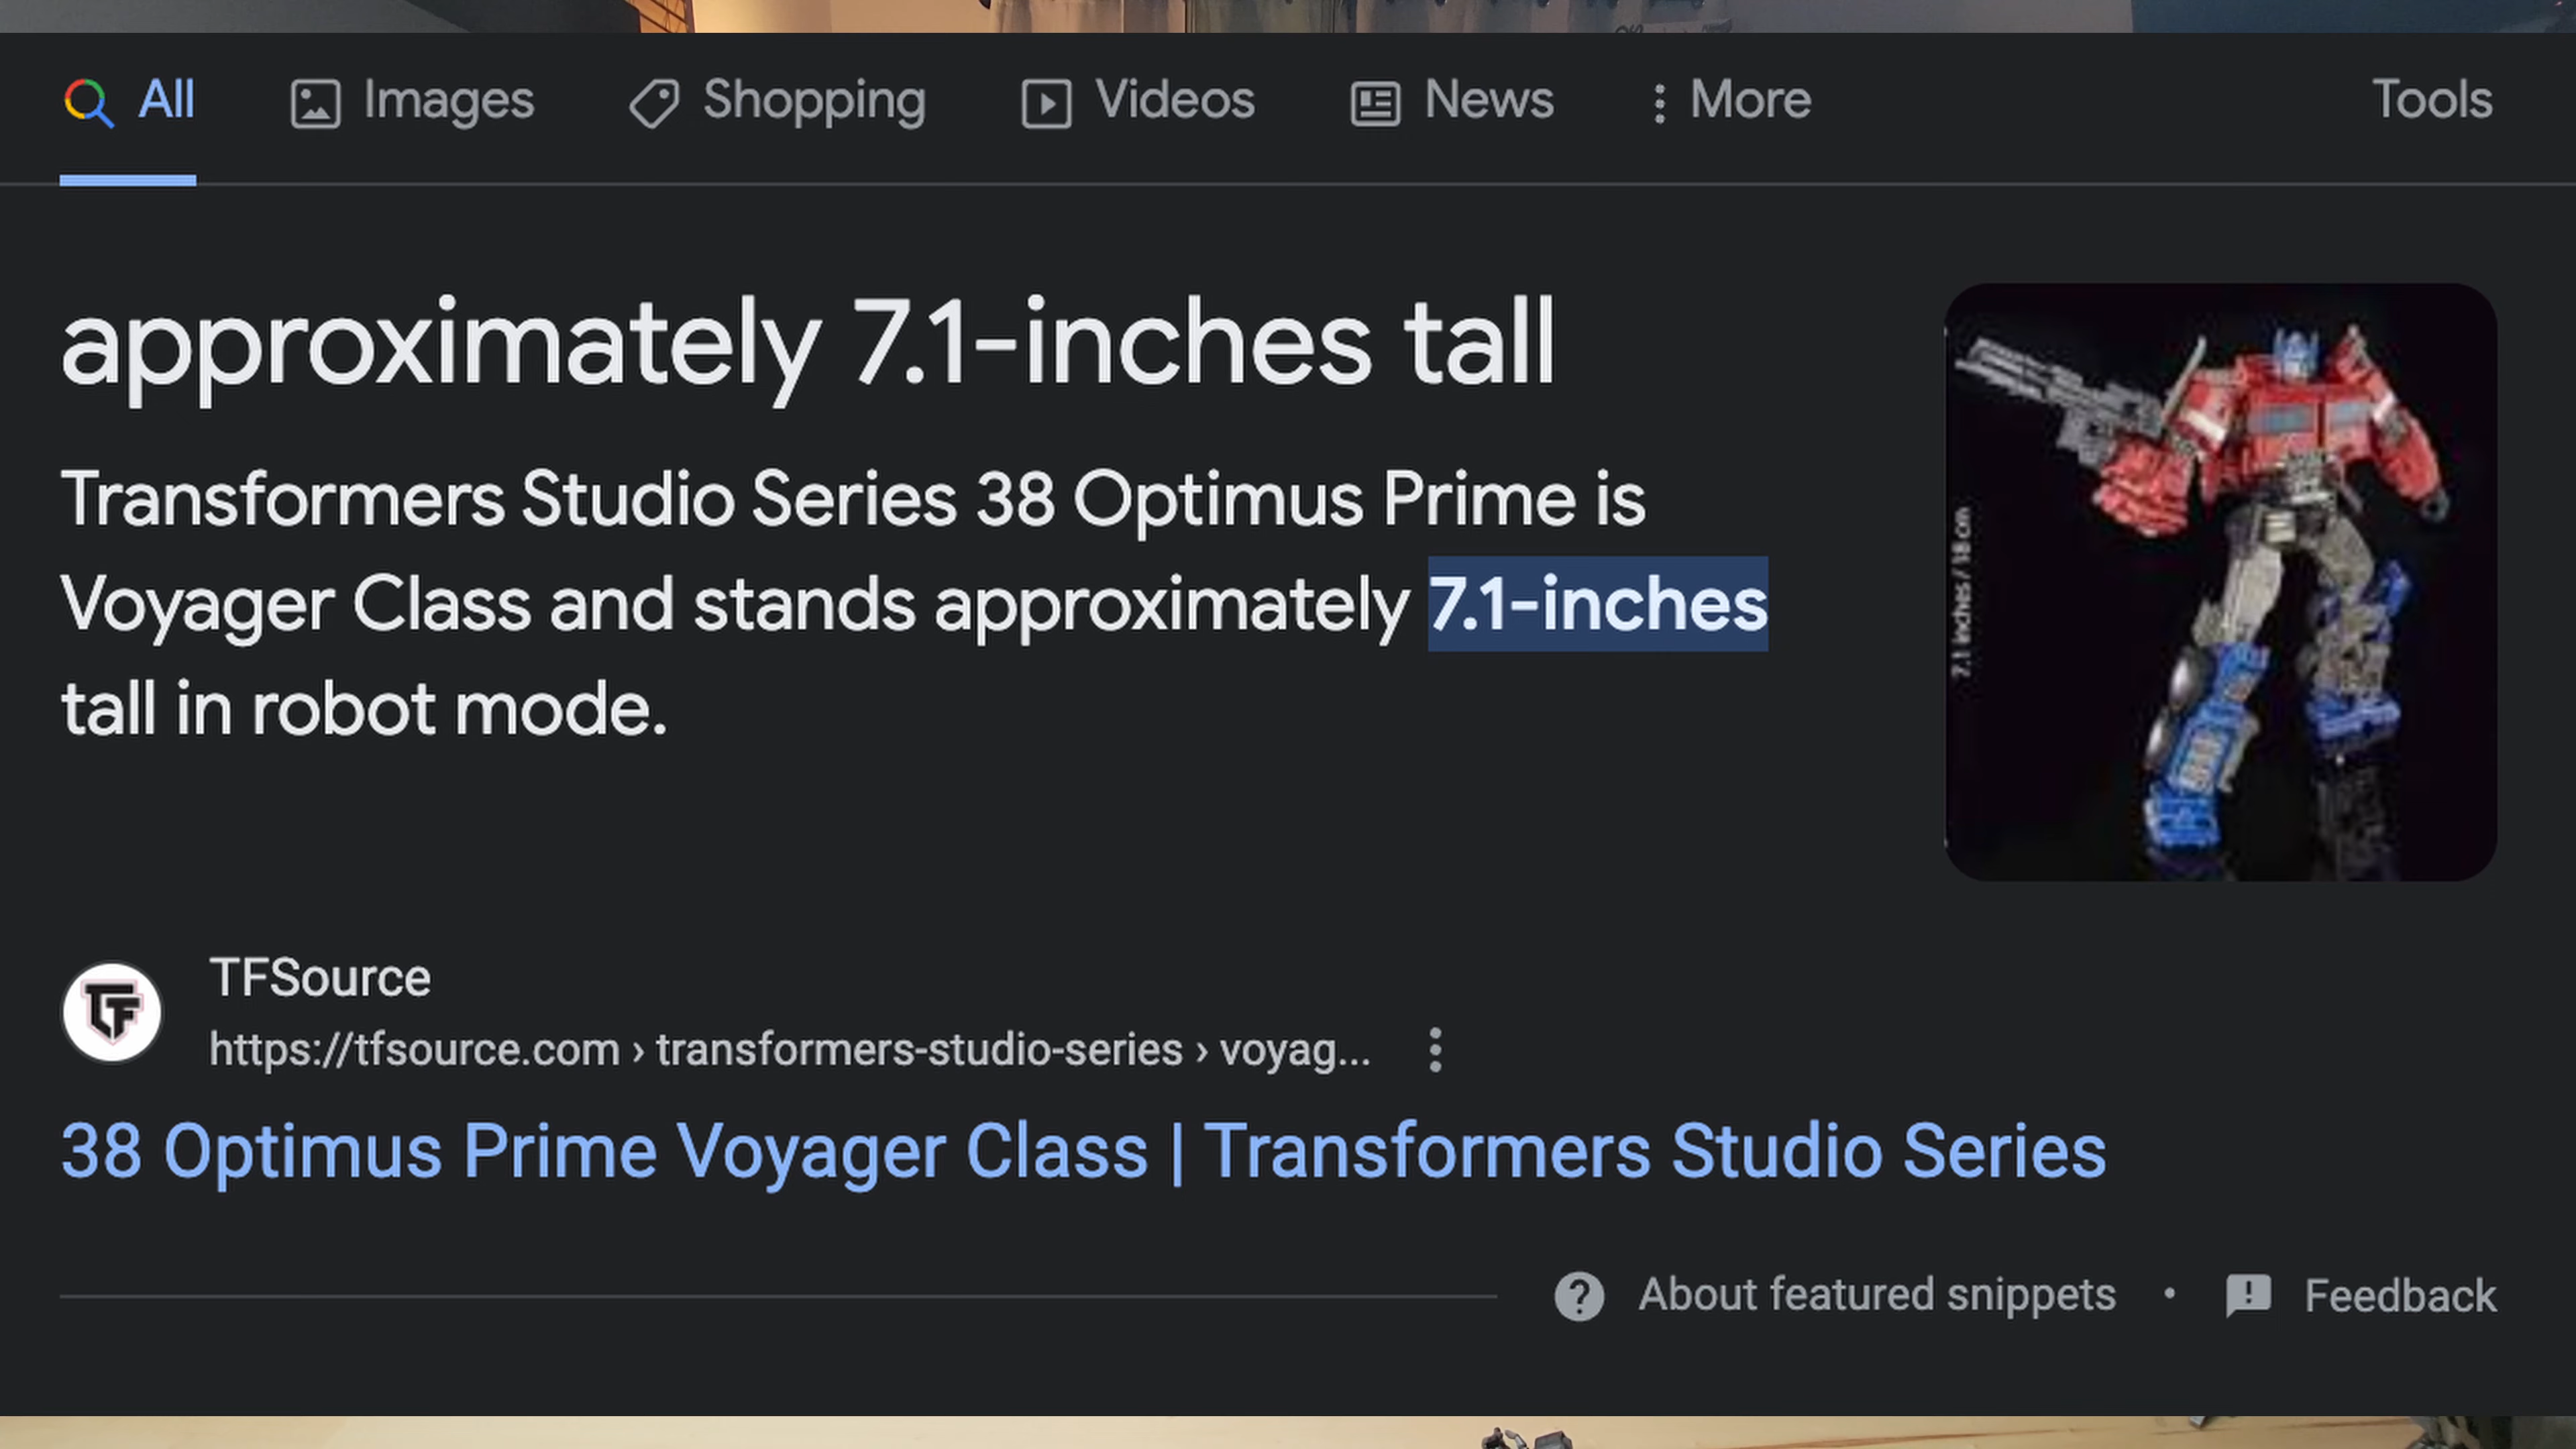 All Images Shopping Videos News More Tools
approximately 7.1-inches tall
Transformers Studio Series 38 Optimus Prime is
Voyager Class and stands approximately 7.1-inches
tall in robot mode.
7.1 inches / 18 cm
TF
TFSource
https://tfsource.com › transformers-studio-series › voyag...
38 Optimus Prime Voyager Class | Transformers Studio Series
About featured snippets • Feedback